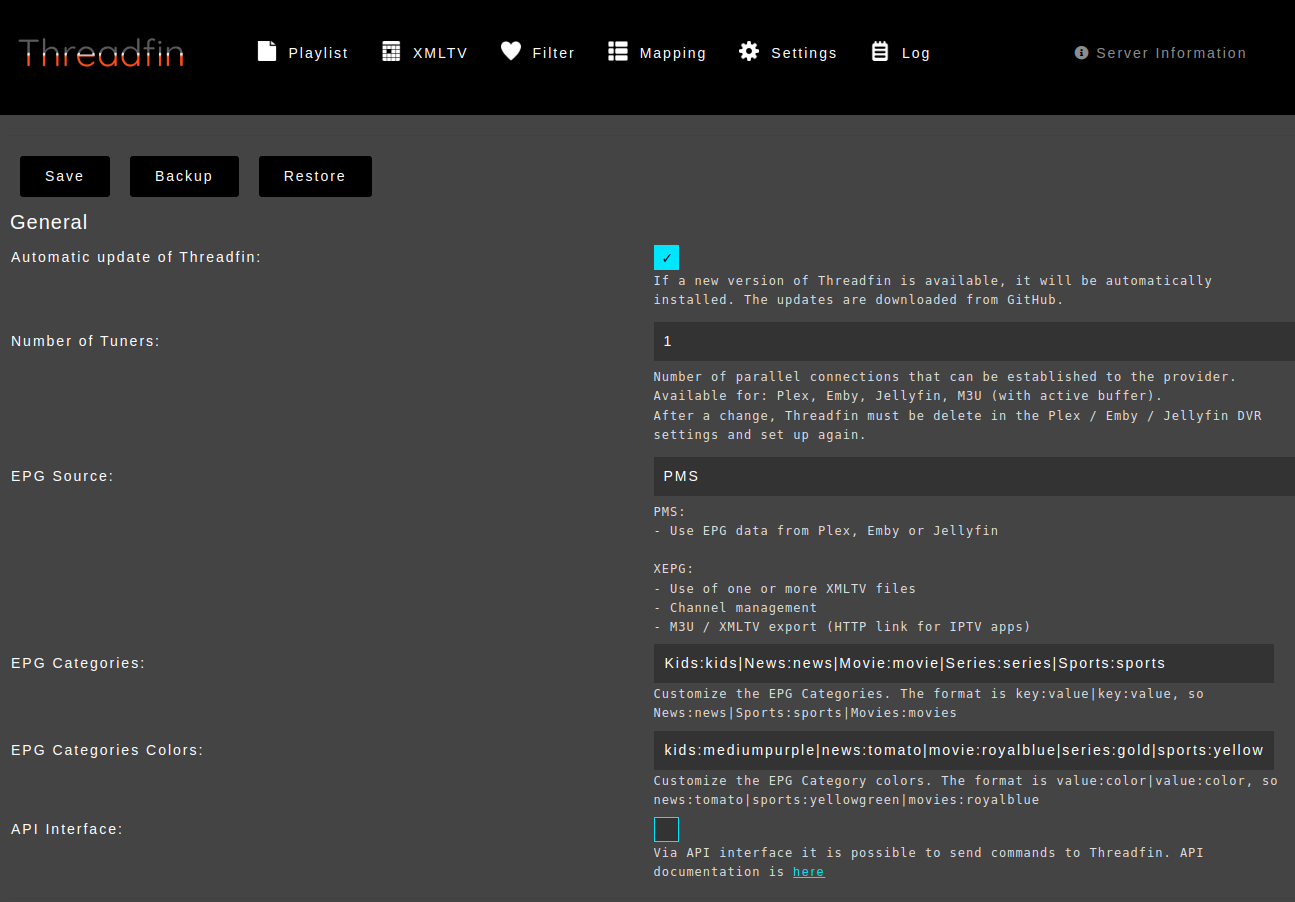 Threadfin
Playlist
XMLTV
Filter
Mapping
Settings
Log
Server Information
Save
Backup
Restore
General
Automatic update of Threadfin:
If a new version of Threadfin is available, it will be automatically
installed. The updates are downloaded from GitHub.
Number of Tuners:
1
Number of parallel connections that can be established to the provider.
Available for: Plex, Emby, Jellyfin, M3U (with active buffer).
After a change, Threadfin must be delete in the Plex / Emby / Jellyfin DVR
settings and set up again.
EPG Source:
PMS
PMS:
- Use EPG data from Plex, Emby or Jellyfin
XEPG:
- Use of one or more XMLTV files
- Channel management
- M3U / XMLTV export (HTTP link for IPTV apps)
EPG Categories:
Kids:kids|News:news|Movie:movie|Series:series|Sports:sports
Customize the EPG Categories. The format is key:value|key:value, so
News:news|Sports:sports|Movies:movies
EPG Categories Colors:
kids:mediumpurple|news:tomato|movie:royalblue|series:gold|sports:yellow
Customize the EPG Category colors. The format is value:color|value:color, so
news:tomato|sports:yellowgreen|movies:royalblue
API Interface:
Via API interface it is possible to send commands to Threadfin. API
documentation is here